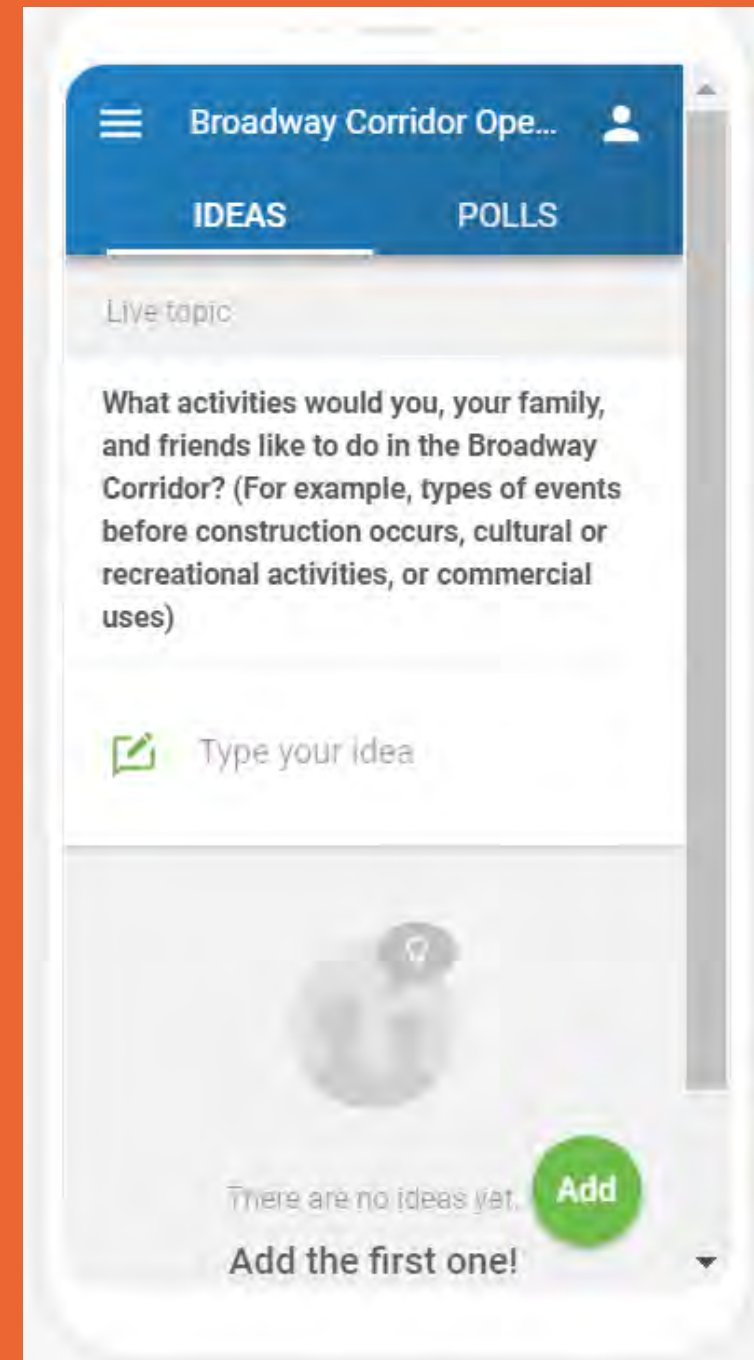 Broadway Corridor Ope...
IDEAS POLLS
Live topic
What activities would you, your family,
and friends like to do in the Broadway
Corridor? (For example, types of events
before construction occurs, cultural or
recreational activities, or commercial
uses)
Type your idea
There are no ideas yet.
Add
Add the first one!